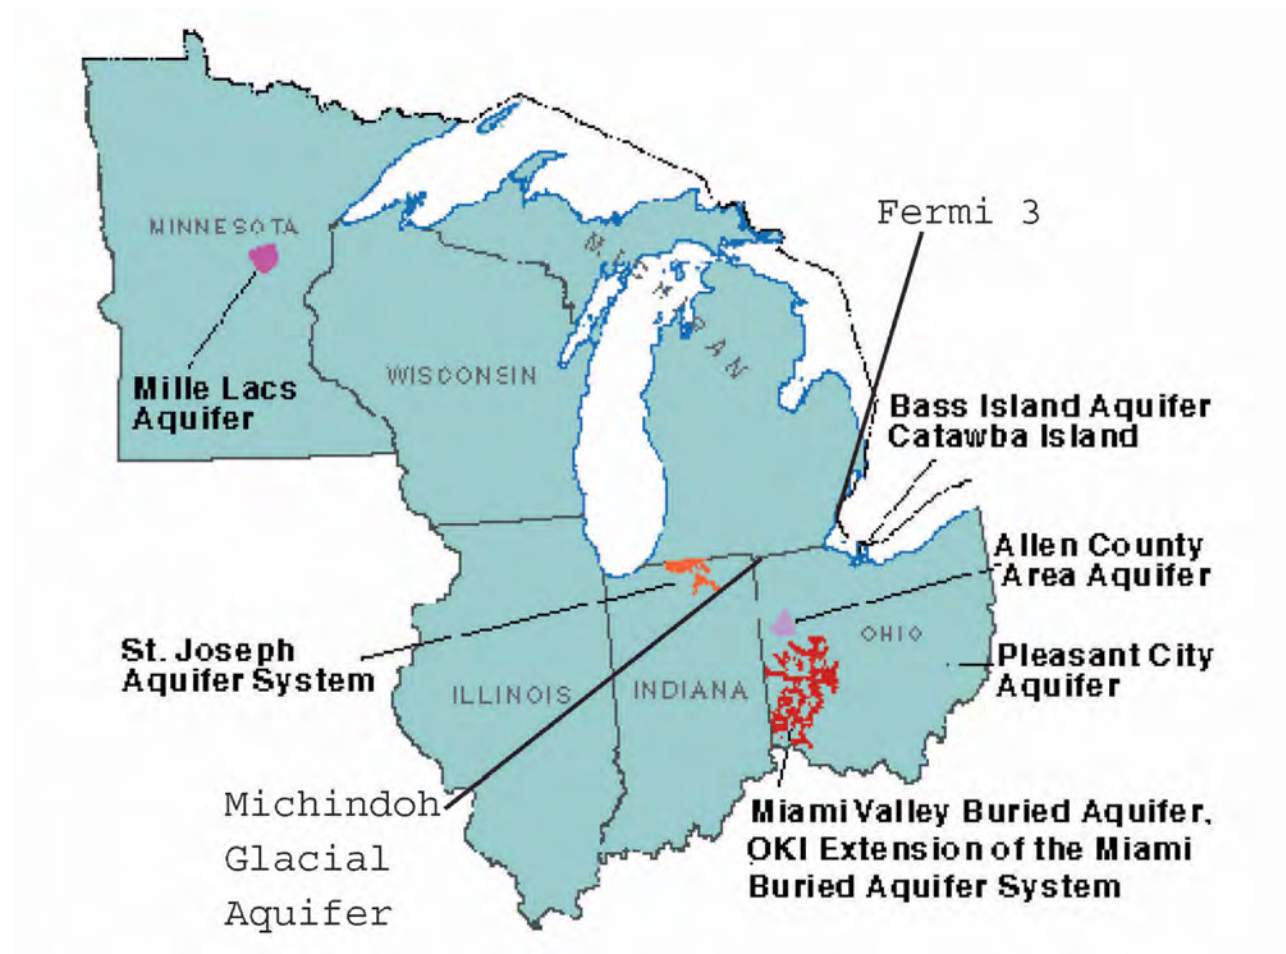 Fermi 3
MINNESOTA
MICHIGAN
WISCONSIN
Mille Lacs
Aquifer
Bass Island Aquifer
Catawba Island
Allen County
Area Aquifer
OHIO
St. Joseph
Aquifer System
Pleasant City
Aquifer
ILLINOIS
INDIANA
Michindoh
Glacial
Aquifer
Miami Valley Buried Aquifer,
OKI Extension of the Miami
Buried Aquifer System